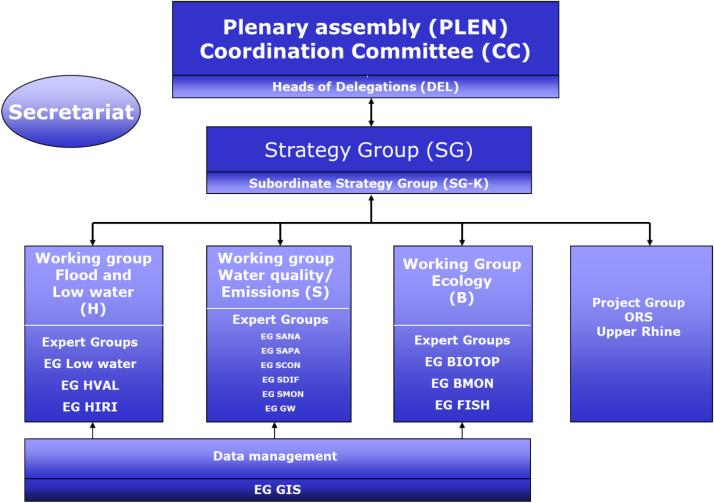 Plenary assembly (PLEN)
Coordination Committee (CC)
Heads of Delegations (DEL)
Secretariat
Strategy Group (SG)
Subordinate Strategy Group (SG-K)
Working group
Flood and
Low water
(H)
Expert Groups
EG Low water
EG HVAL
EG HIRI
Working group
Water quality/
Emissions (S)
Expert Groups
EG SANA
EG SAPA
EG SCON
EG SDIF
EG SMON
EG GW
Working Group
Ecology
(B)
Expert Groups
EG BIOTOP
EG BMON
EG FISH
Project Group
ORS
Upper Rhine
Data management
EG GIS